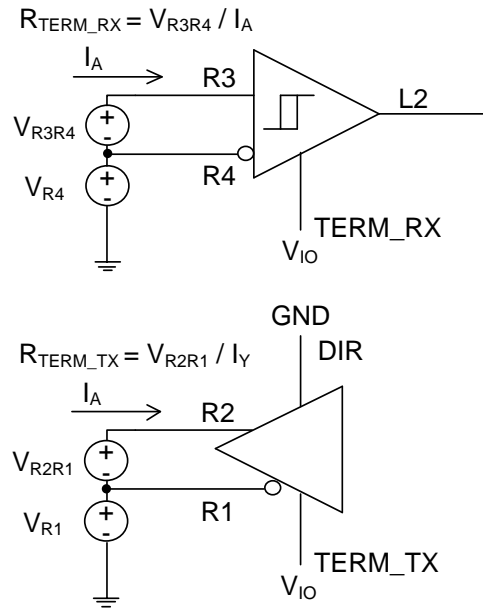 R_TERM_RX = V_R3R4 / I_A
I_A
R3
L2
+
-
V_R3R4
R4
+
-
V_R4
TERM_RX
V_IO
GND
DIR
R_TERM_TX = V_R2R1 / I_Y
I_A
R2
+
-
V_R2R1
R1
+
-
V_R1
TERM_TX
V_IO